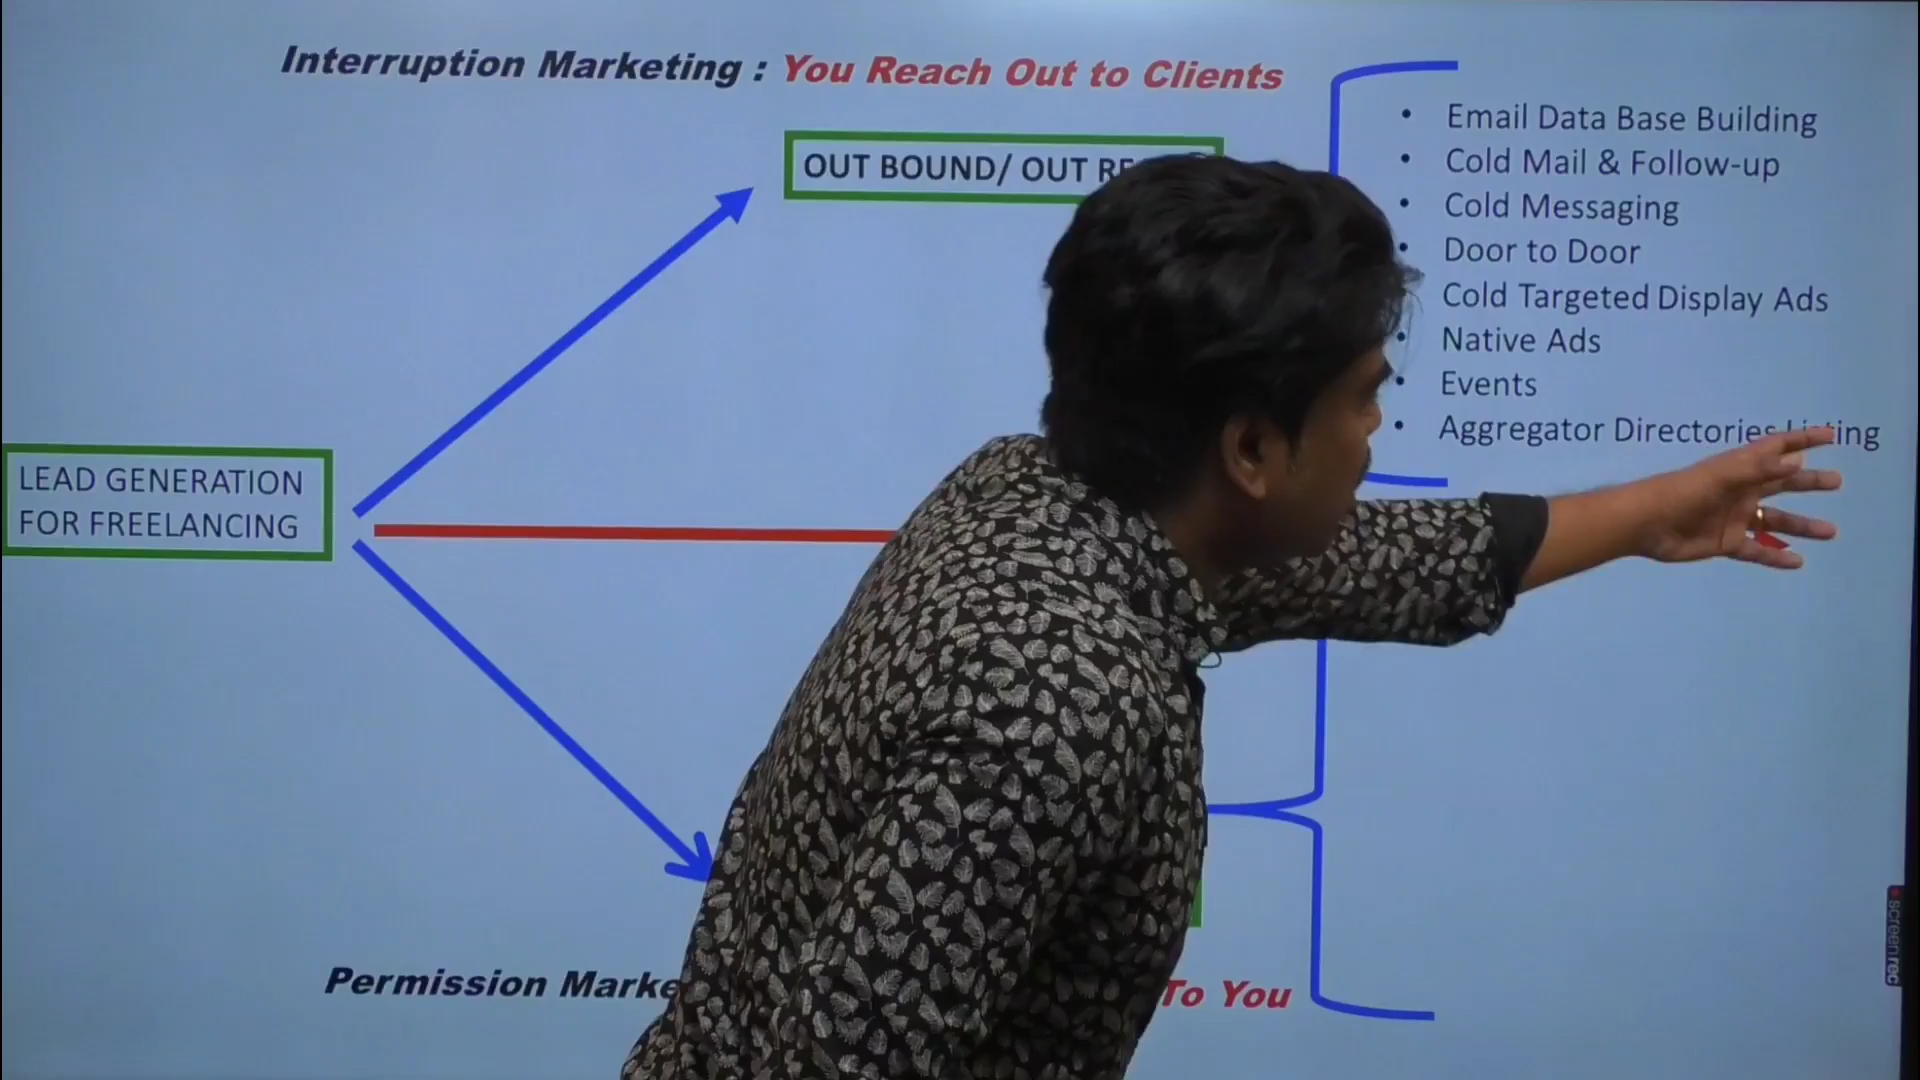 Interruption Marketing : You Reach Out to Clients
OUT BOUND/ OUT
• Email Data Base Building
• Cold Mail & Follow-up
• Cold Messaging
• Door to Door
Cold Targeted Display Ads
• Native Ads
• Events
• Aggregator Directories Listing
LEAD GENERATION
FOR FREELANCING
Permission To You
screenrec